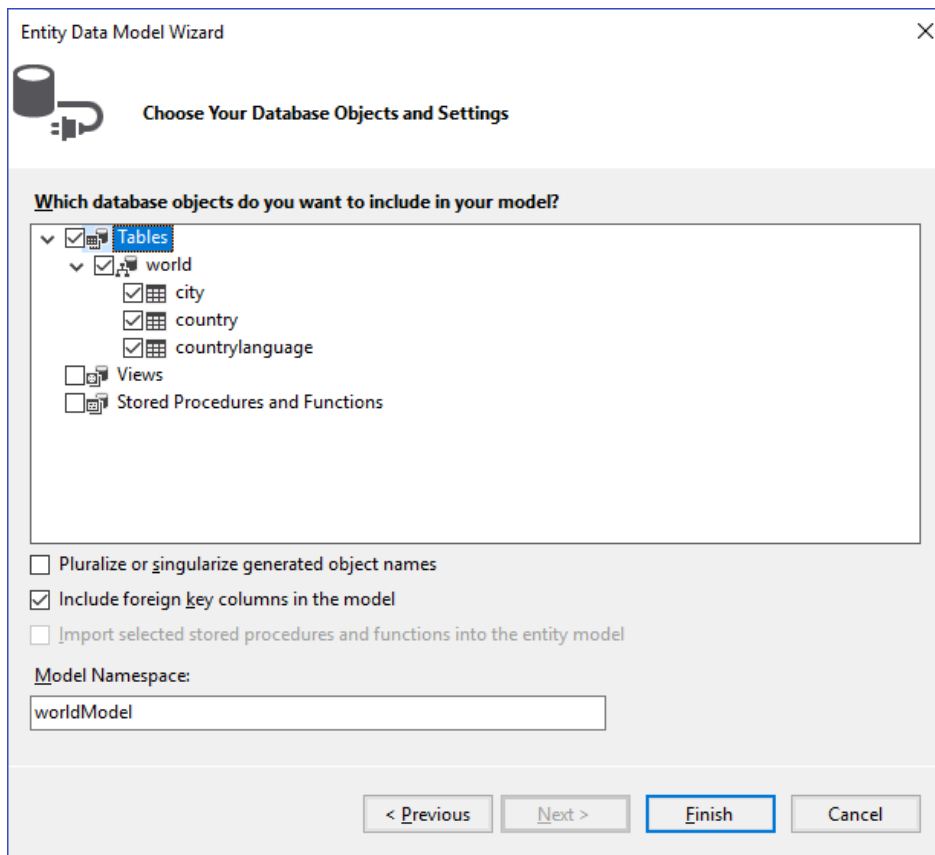 Entity Data Model Wizard
Choose Your Database Objects and Settings
Which database objects do you want to include in your model?
Tables
world
city
country
countrylanguage
Views
Stored Procedures and Functions
Pluralize or singularize generated object names
Include foreign key columns in the model
Import selected stored procedures and functions into the entity model
Model Namespace:
worldModel
< Previous Next > Finish Cancel